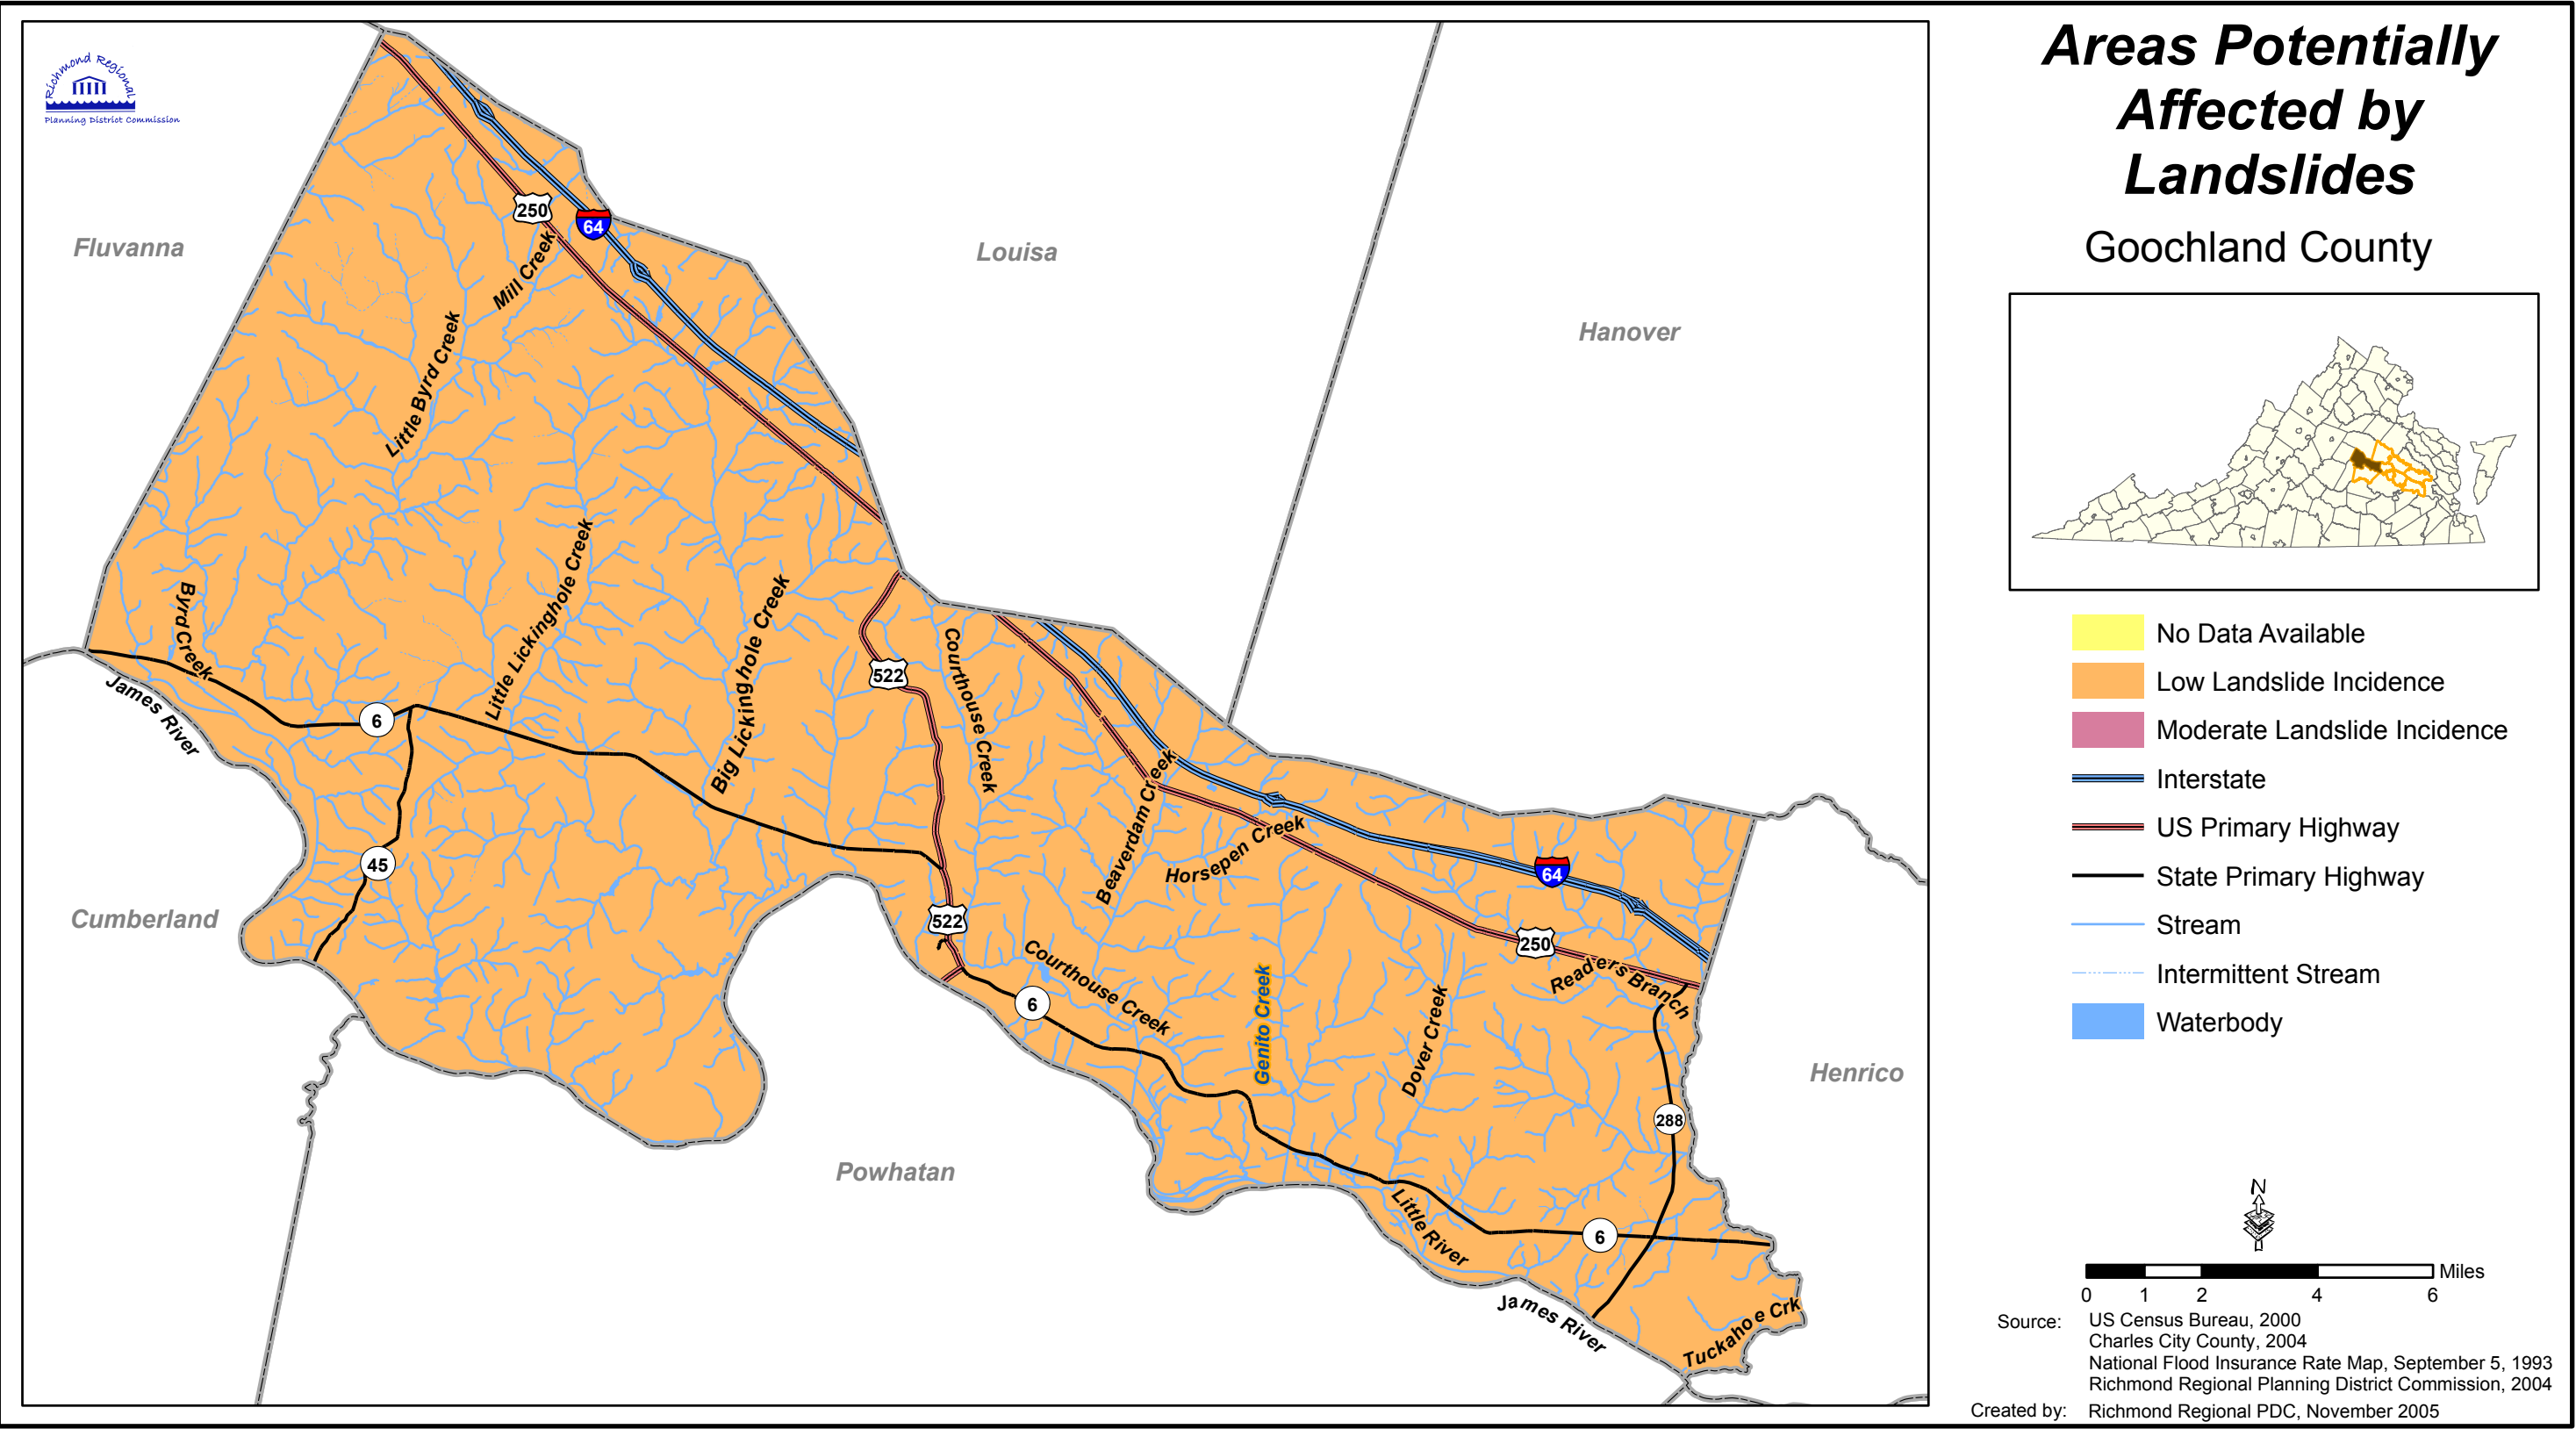 Areas Potentially
Affected by
Landslides
Goochland County
Richmond Regional
Planning District Commission
Fluvanna
Louisa
Hanover
Cumberland
Powhatan
Henrico
250
64
Mill Creek
Little Byrd Creek
Byrd Creek
Little Lickinghole Creek
Big Lickinghole Creek
James River
6
45
522
Courthouse Creek
522
Beaverdam Creek
Horsepen Creek
64
250
Readers Branch
Courthouse Creek
6
Genito Creek
Dover Creek
288
Little River
6
James River
Tuckahoe Crk
No Data Available
Low Landslide Incidence
Moderate Landslide Incidence
Interstate
US Primary Highway
State Primary Highway
Stream
Intermittent Stream
Waterbody
N
Miles
0 1 2 4 6
Source: US Census Bureau, 2000
Charles City County, 2004
National Flood Insurance Rate Map, September 5, 1993
Richmond Regional Planning District Commission, 2004
Created by: Richmond Regional PDC, November 2005